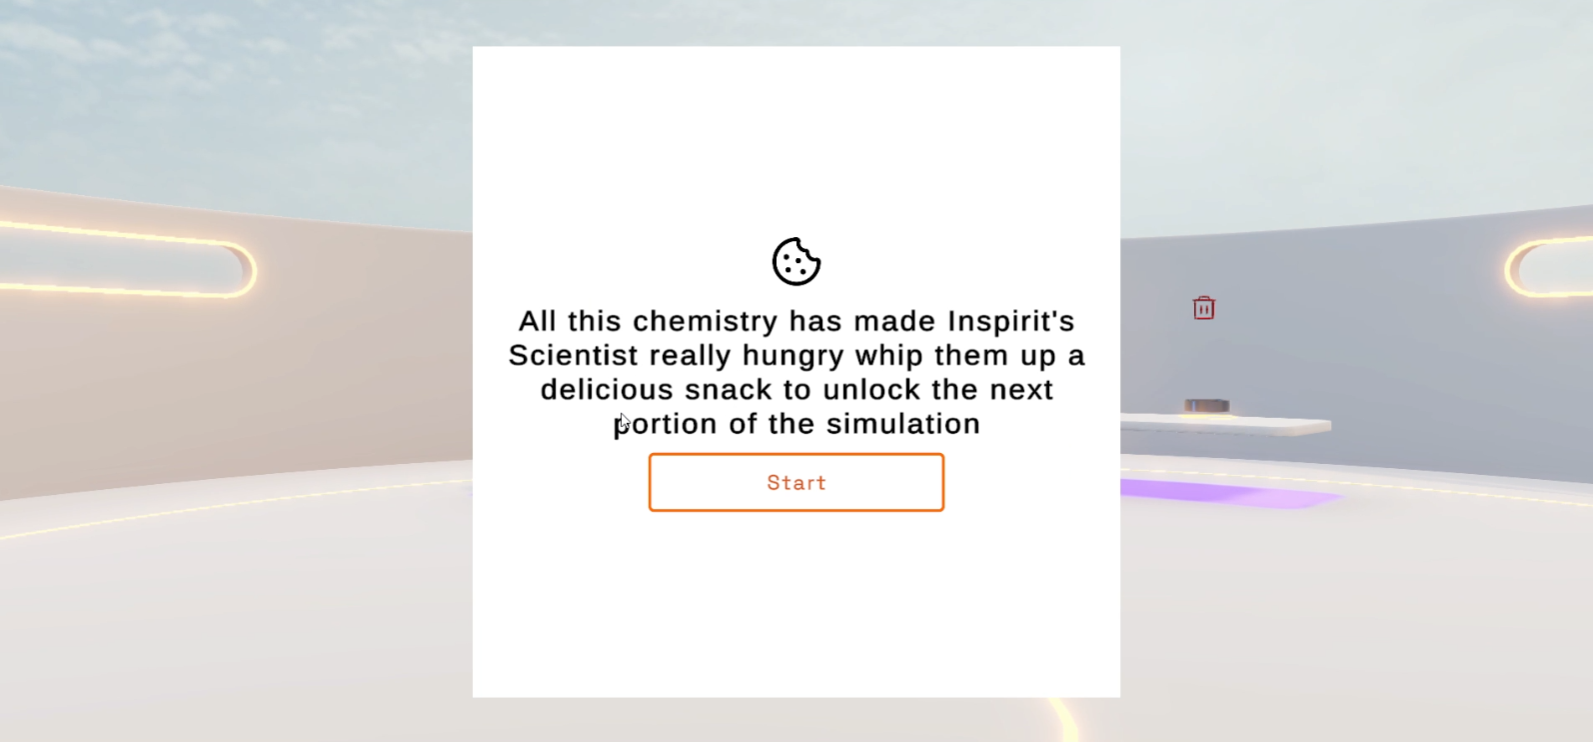 All this chemistry has made Inspirit's
Scientist really hungry whip them up a
delicious snack to unlock the next
portion of the simulation
Start